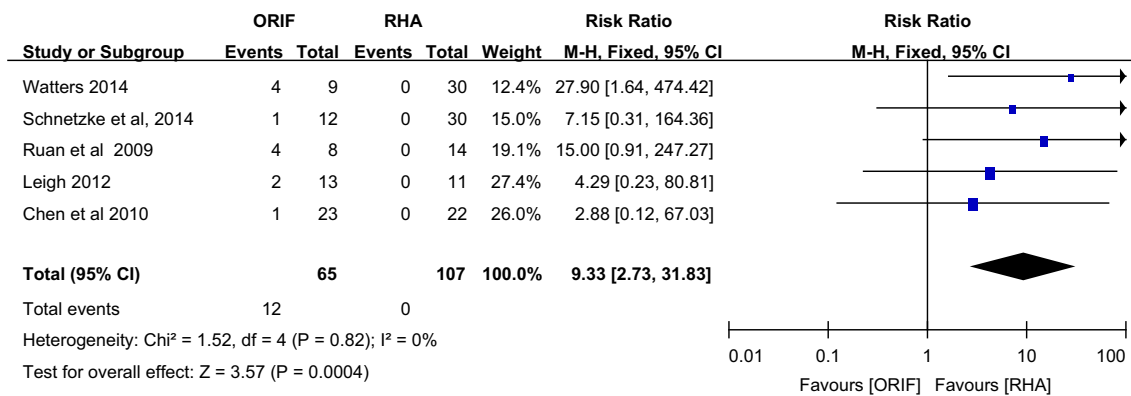 ORIF RHA Risk Ratio Risk Ratio
Study or Subgroup Events Total Events Total Weight M-H, Fixed, 95% CI M-H, Fixed, 95% CI
Watters 2014 4 9 0 30 12.4% 27.90 [1.64, 474.42]
Schnetzke et al, 2014 1 12 0 30 15.0% 7.15 [0.31, 164.36]
Ruan et al 2009 4 8 0 14 19.1% 15.00 [0.91, 247.27]
Leigh 2012 2 13 0 11 27.4% 4.29 [0.23, 80.81]
Chen et al 2010 1 23 0 22 26.0% 2.88 [0.12, 67.03]
Total (95% CI) 65 107 100.0% 9.33 [2.73, 31.83]
Total events 12 0
Heterogeneity: Chi² = 1.52, df = 4 (P = 0.82); I² = 0%
Test for overall effect: Z = 3.57 (P = 0.0004)
0.01 0.1 1 10 100
Favours [ORIF] Favours [RHA]